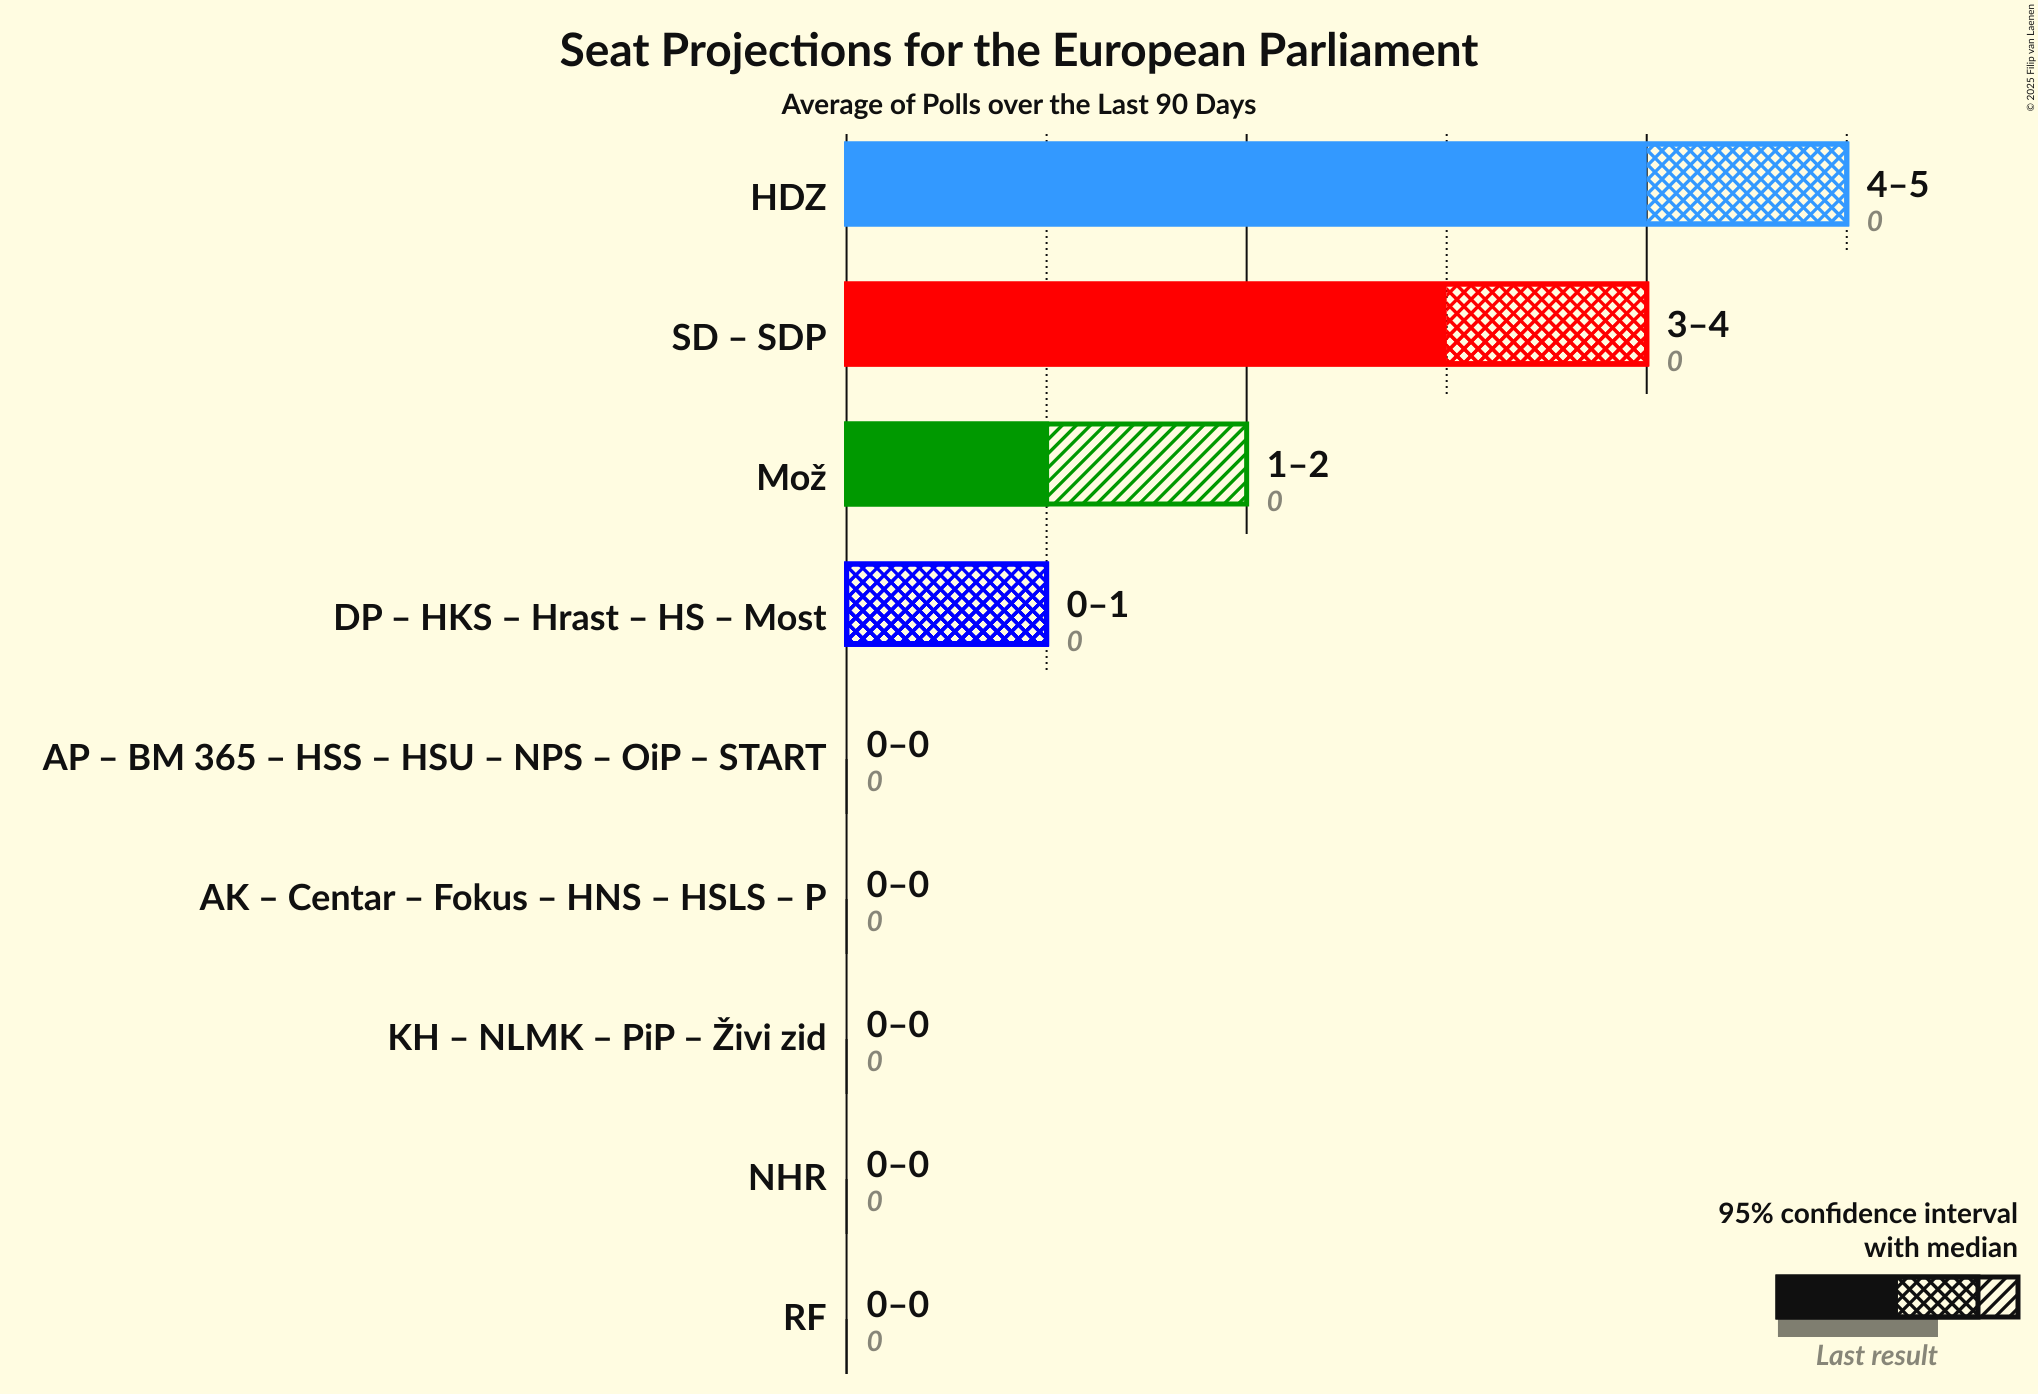 Seat Projections for the European Parliament
Average of Polls over the Last 90 Days
© 2025 Filip van Laenen
HDZ
4–5
0
SD – SDP
3–4
0
Mož
1–2
0
DP – HKS – Hrast – HS – Most
0–1
0
AP – BM 365 – HSS – HSU – NPS – OiP – START
0–0
0
AK – Centar – Fokus – HNS – HSLS – P
0–0
0
KH – NLMK – PiP – Živi zid
0–0
0
NHR
0–0
0
RF
0–0
0
95% confidence interval
with median
Last result